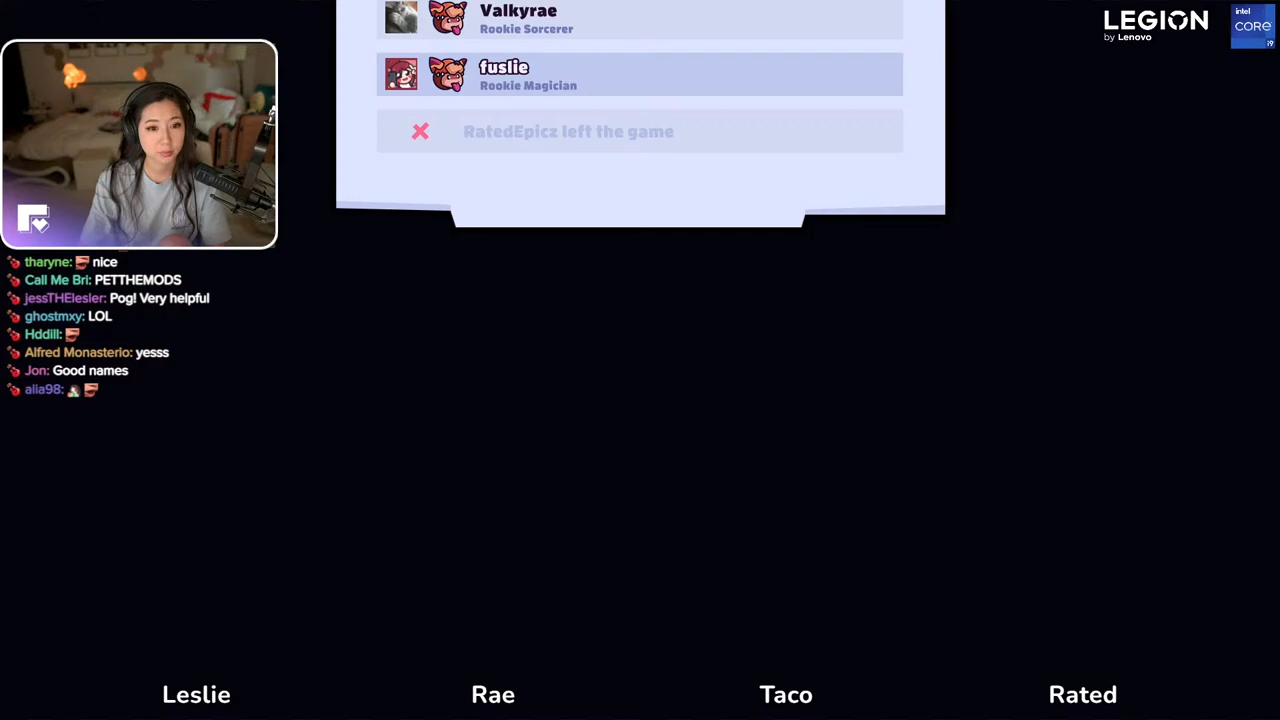 Valkyrae
Rookie Sorcerer
fuslie
Rookie Magician
RatedEpicz left the game
LEGION
by Lenovo
intel
CORE
i9
tharyne: nice
Call Me Bri: PETTHEMODS
jessTHEIesler: Pog! Very helpful
ghostmxy: LOL
Hddill:
Alfred Monasterio: yesss
Jon: Good names
alia98:
Leslie
Rae
Taco
Rated